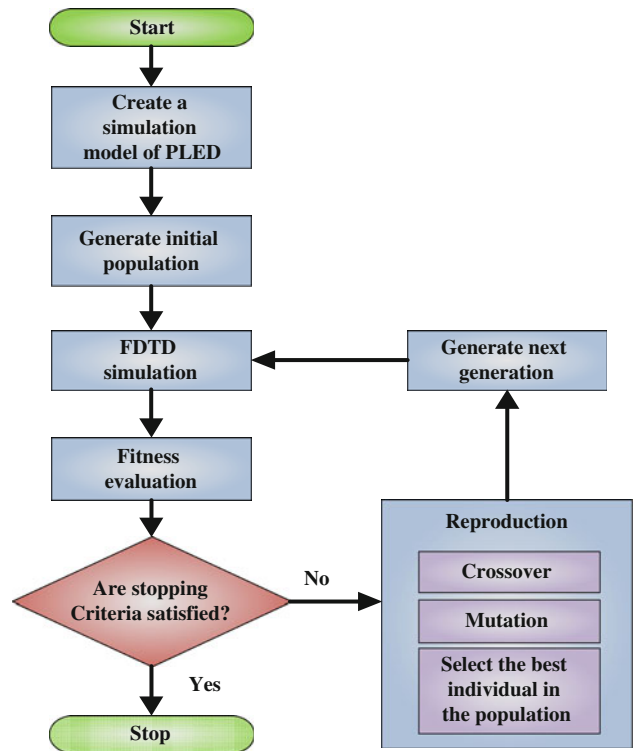 Start
Create a
simulation
model of PLED
Generate initial
population
FDTD
simulation
Generate next
generation
Fitness
evaluation
Reproduction
Crossover
Mutation
Select the best
individual in
the population
Are stopping
Criteria satisfied?
No
Yes
Stop